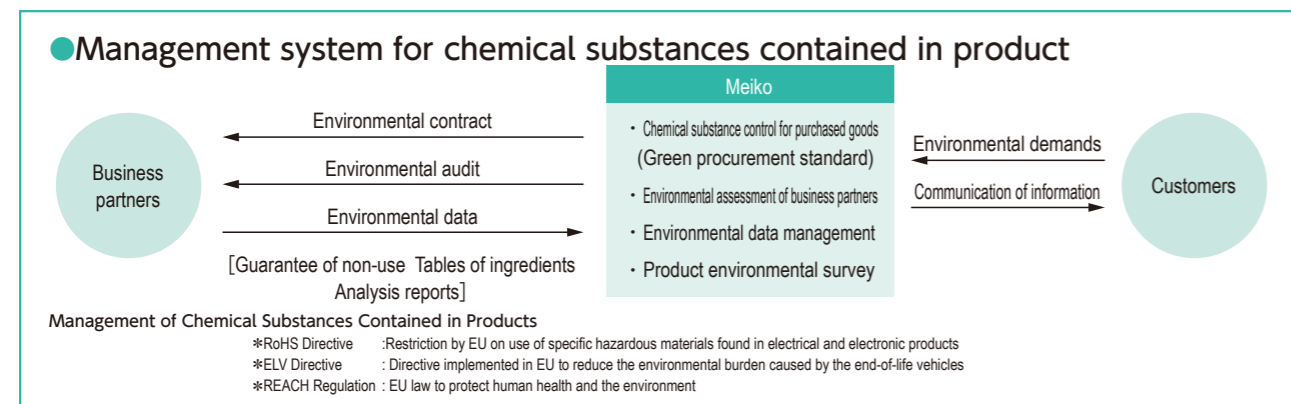 ●Management system for chemical substances contained in product
Business
partners
Environmental contract
Environmental audit
Environmental data
[Guarantee of non-use Tables of ingredients
Analysis reports]
Meiko
・Chemical substance control for purchased goods
(Green procurement standard)
・Environmental assessment of business partners
・Environmental data management
・Product environmental survey
Environmental demands
Communication of information
Customers
Management of Chemical Substances Contained in Products
*RoHS Directive :Restriction by EU on use of specific hazardous materials found in electrical and electronic products
*ELV Directive : Directive implemented in EU to reduce the environmental burden caused by the end-of-life vehicles
*REACH Regulation : EU law to protect human health and the environment